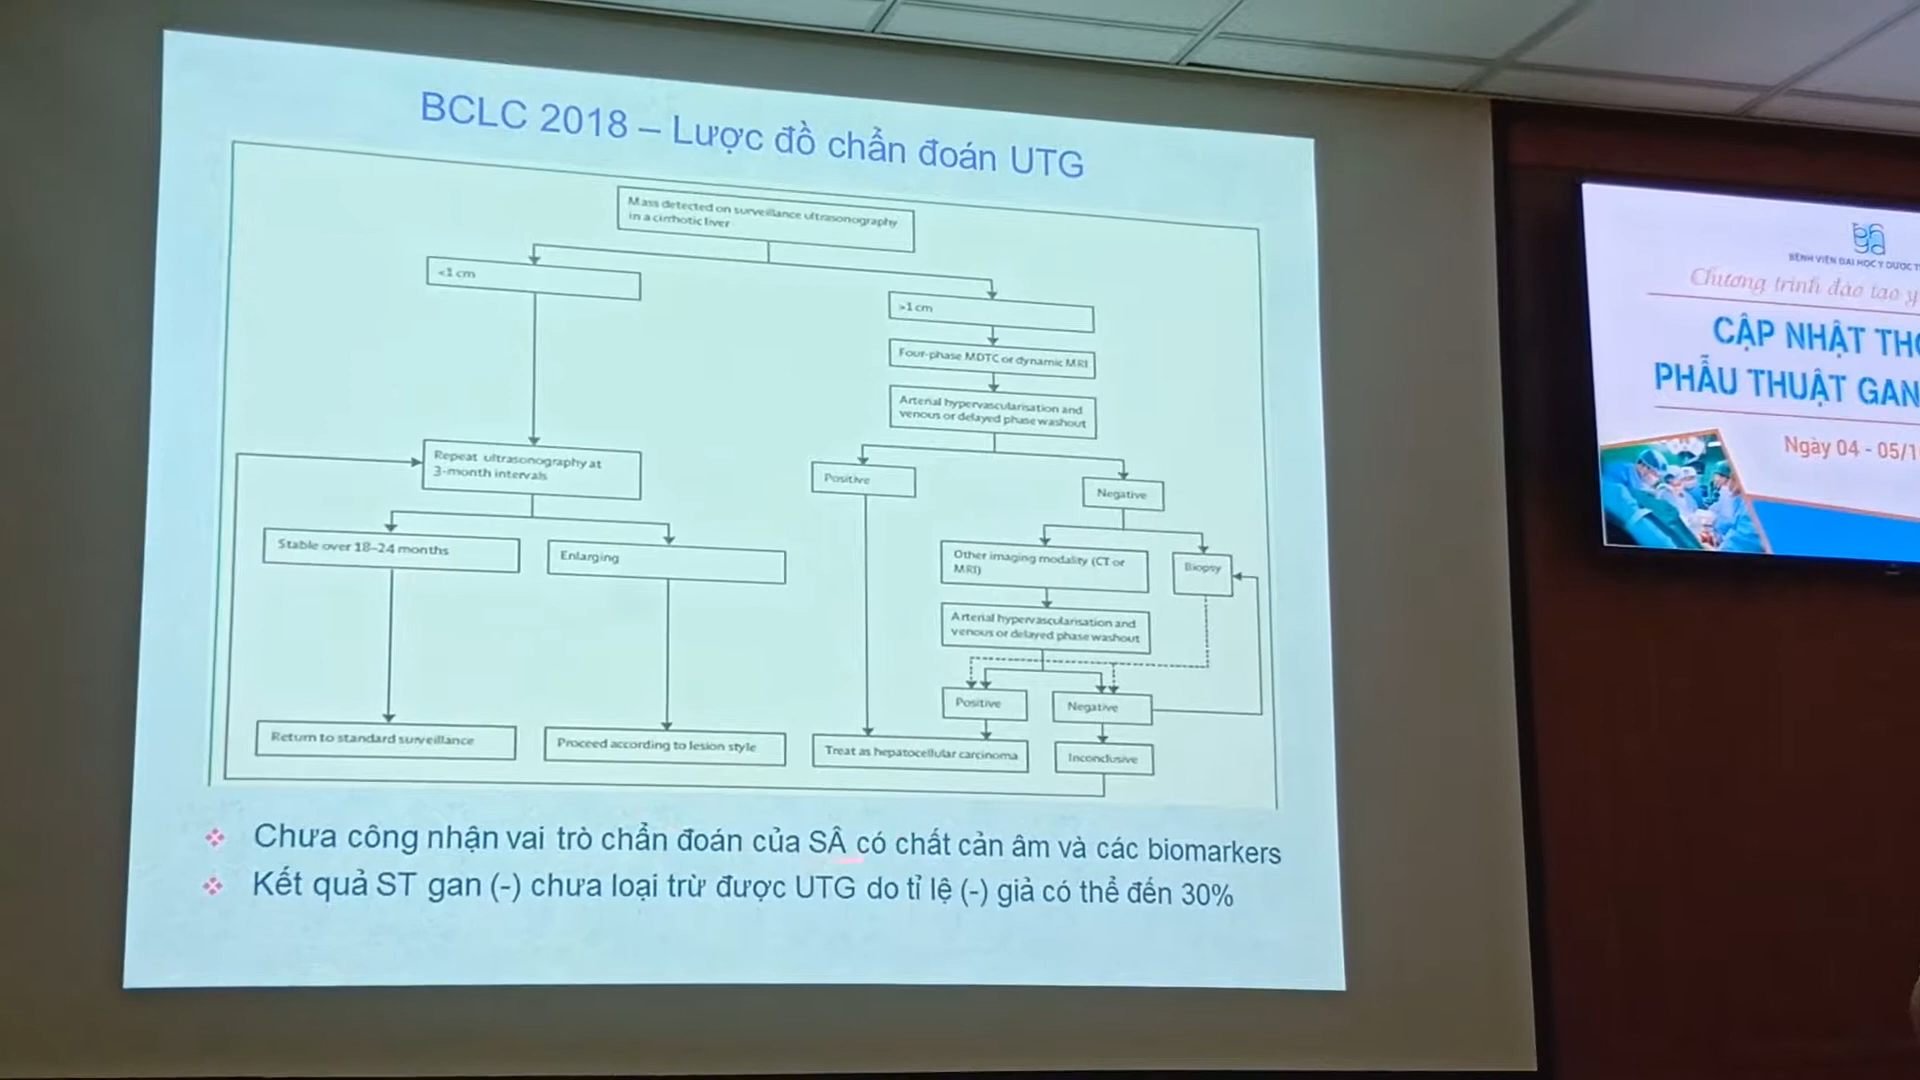 BCLC 2018 – Lược đồ chẩn đoán UTG
Mass detected on surveillance ultrasonography
in a cirrhotic liver
<1 cm
>1 cm
Four-phase MDTC or dynamic MRI
Arterial hypervascularisation and
venous or delayed phase washout
Repeat ultrasonography at
3-month intervals
Positive
Negative
Stable over 18–24 months
Enlarging
Other imaging modality (CT or
MRI)
Biopsy
Arterial hypervascularisation and
venous or delayed phase washout
Positive
Negative
Return to standard surveillance
Proceed according to lesion style
Treat as hepatocellular carcinoma
Inconclusive
Chưa công nhận vai trò chẩn đoán của SÂ có chất cản âm và các biomarkers
Kết quả ST gan (-) chưa loại trừ được UTG do tỉ lệ (-) giả có thể đến 30%
BỆNH VIỆN ĐẠI HỌC Y DƯỢC
Chương trình đào tạo y
CẬP NHẬT
PHẪU THUẬT GAN
Ngày 04 - 05/1